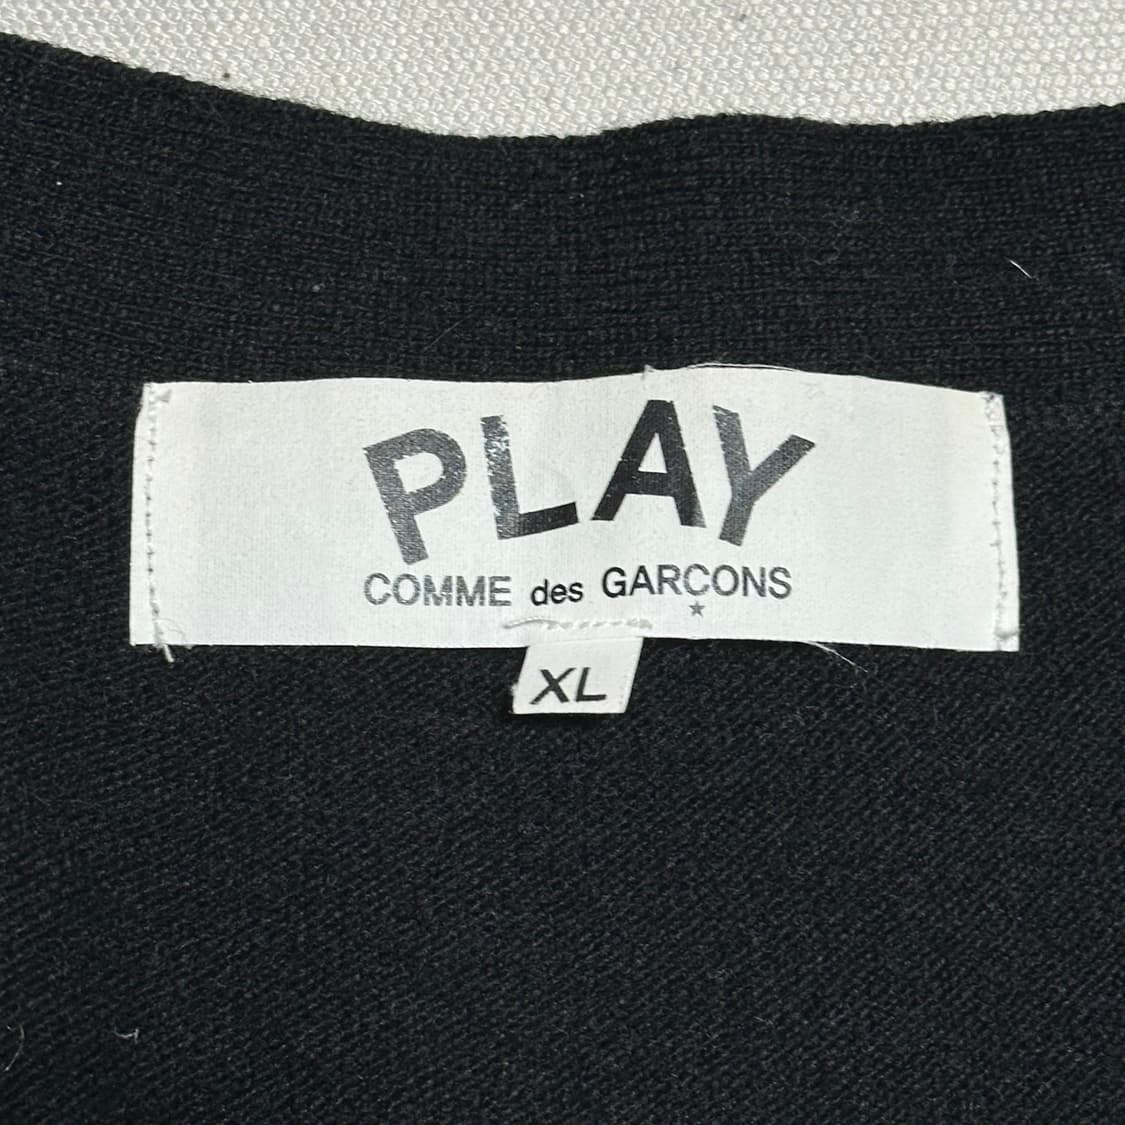 PLAY
COMME des GARCONS
★
XL